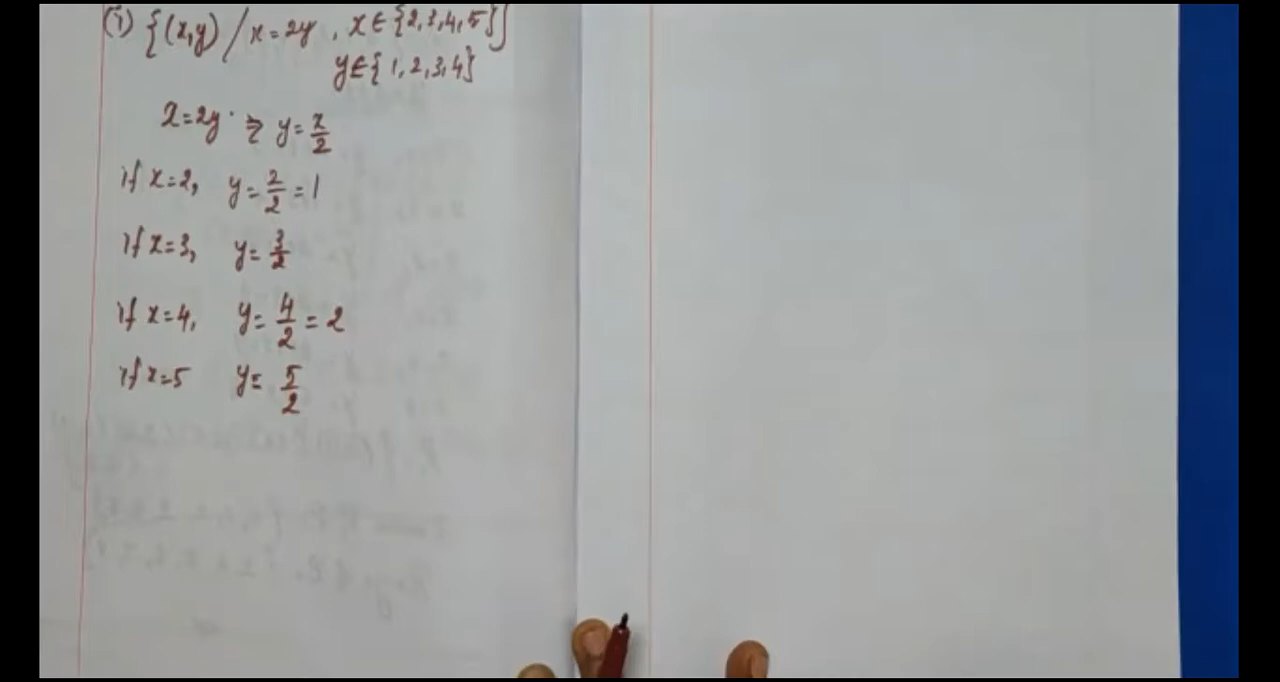 (i) {(x,y) / x=2y , x∈{2,3,4,5}}
y∈{1,2,3,4}
x=2y ⇒ y=x/2
if x=2, y=2/2=1
if x=3, y=3/2
if x=4, y=4/2=2
if x=5 y=5/2